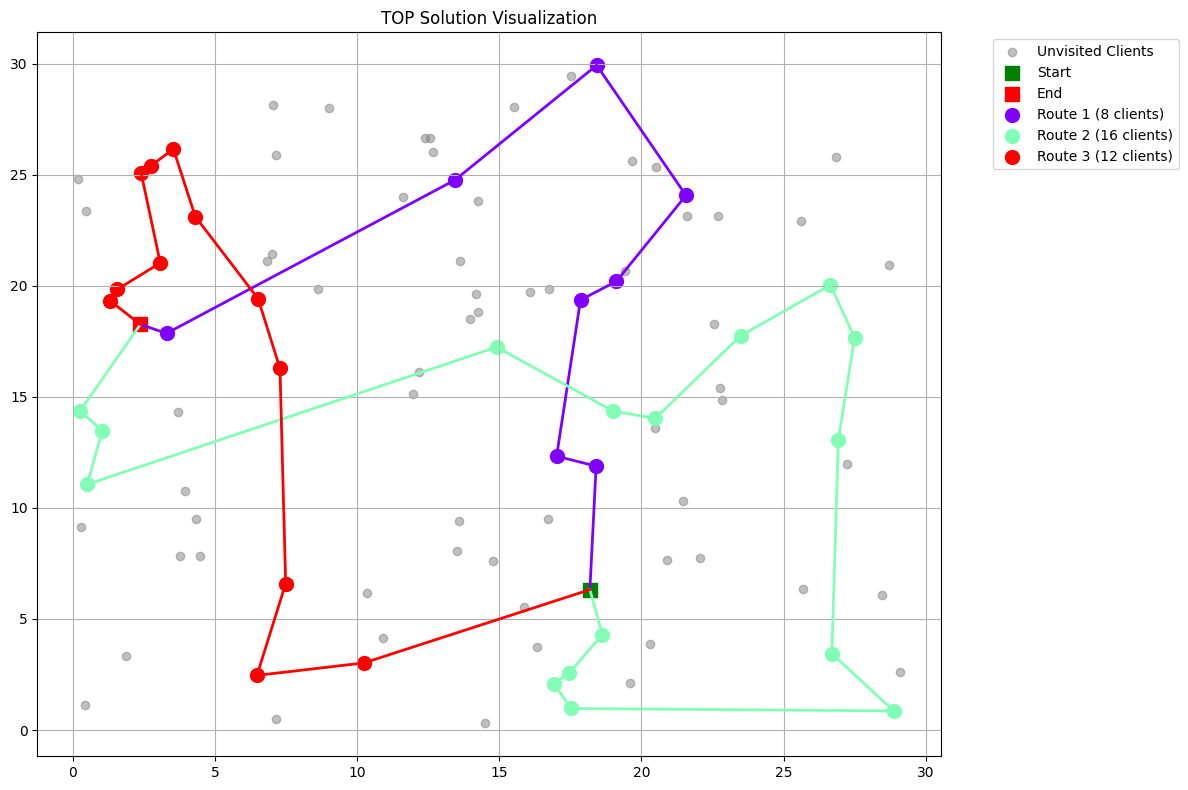 TOP Solution Visualization
Unvisited Clients
Start
End
Route 1 (8 clients)
Route 2 (16 clients)
Route 3 (12 clients)
30
25
20
15
10
5
0
0 5 10 15 20 25 30